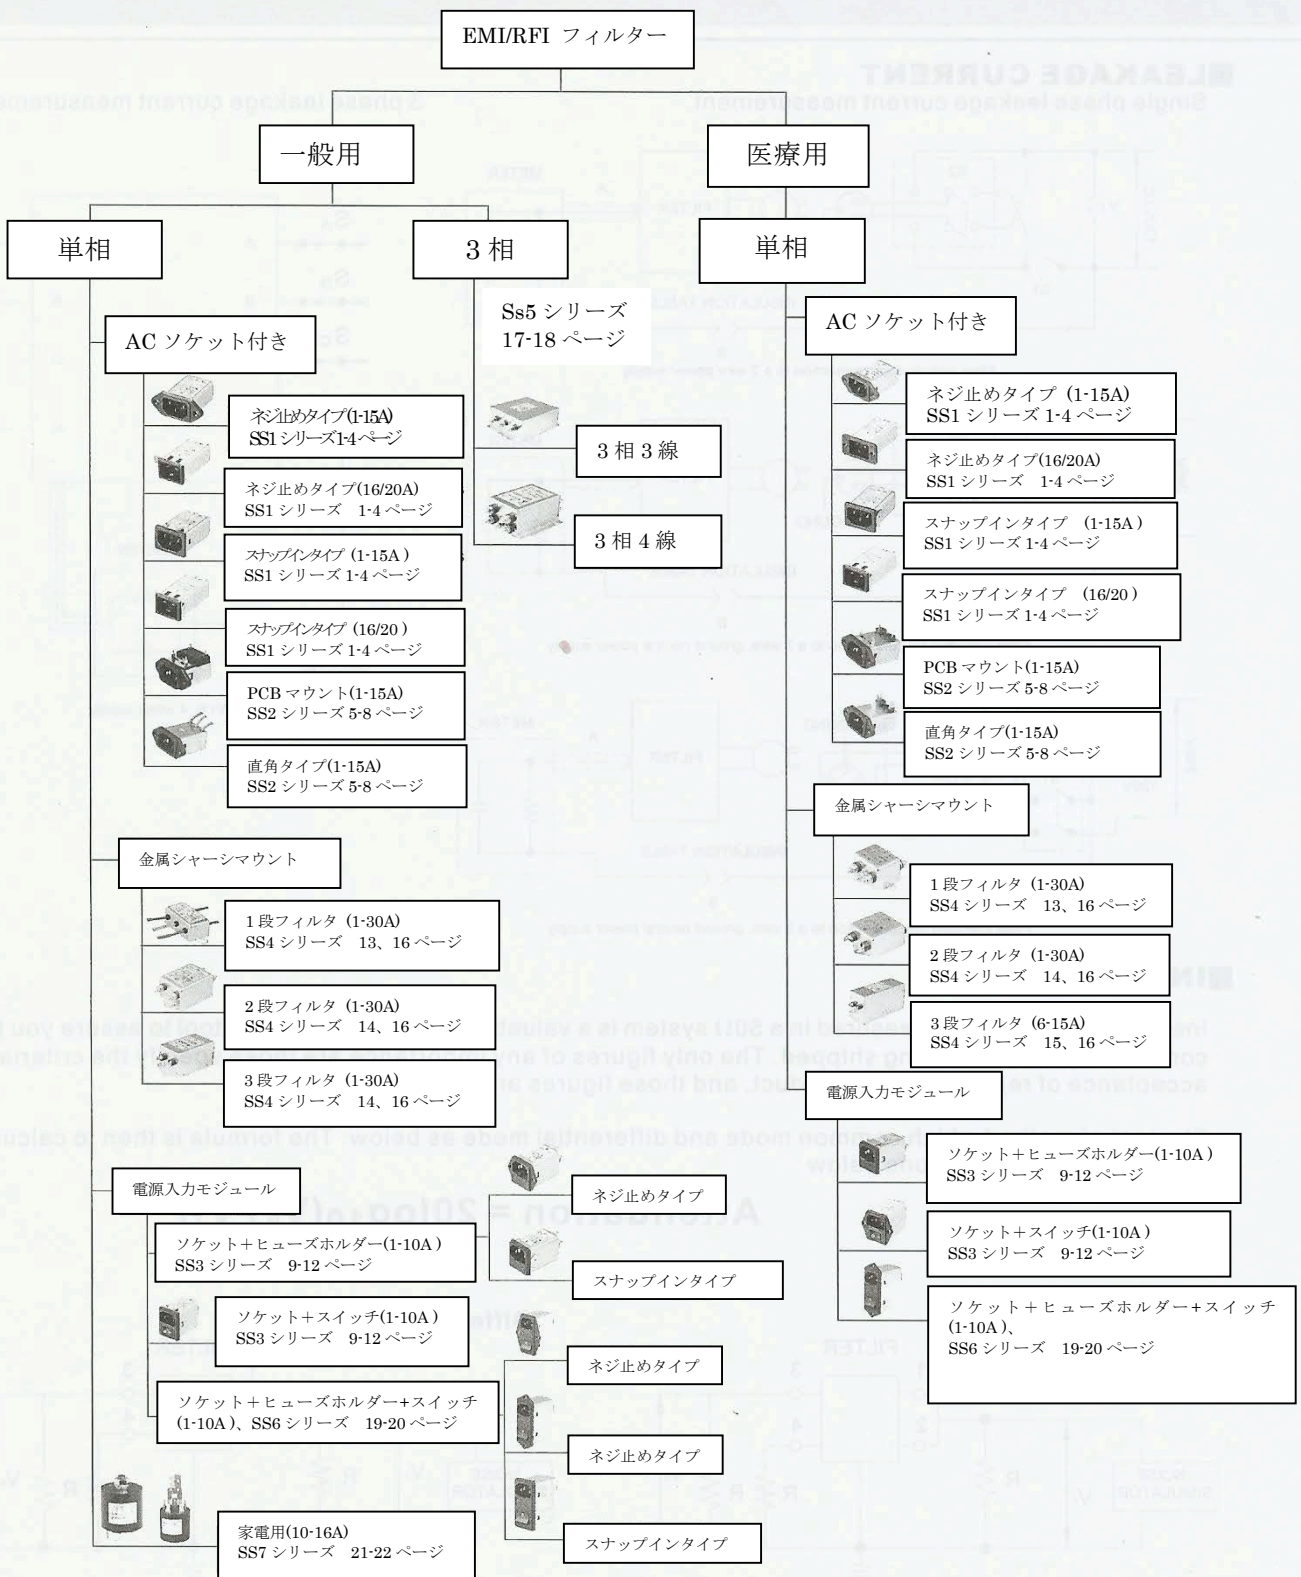 EMI/RFI フィルター
一般用
医療用
単相
3 相
単相
Ss5 シリーズ
17-18 ページ
3 相 3 線
3 相 4 線
AC ソケット付き
ネジ止めタイプ(1-15A)
SS1 シリーズ 1-4 ページ
ネジ止めタイプ(16/20A)
SS1 シリーズ 1-4 ページ
スナップインタイプ (1-15A )
SS1 シリーズ 1-4 ページ
スナップインタイプ (16/20 )
SS1 シリーズ 1-4 ページ
PCB マウント(1-15A)
SS2 シリーズ 5-8 ページ
直角タイプ(1-15A)
SS2 シリーズ 5-8 ページ
金属シャーシマウント
1 段フィルタ (1-30A)
SS4 シリーズ 13、16 ページ
2 段フィルタ (1-30A)
SS4 シリーズ 14、16 ページ
3 段フィルタ (1-30A)
SS4 シリーズ 14、16 ページ
電源入力モジュール
ソケット＋ヒューズホルダー(1-10A )
SS3 シリーズ 9-12 ページ
ネジ止めタイプ
スナップインタイプ
ソケット＋スイッチ(1-10A )
SS3 シリーズ 9-12 ページ
ソケット＋ヒューズホルダー+スイッチ
(1-10A )、SS6 シリーズ 19-20 ページ
ネジ止めタイプ
ネジ止めタイプ
スナップインタイプ
家電用(10-16A)
SS7 シリーズ 21-22 ページ
AC ソケット付き
ネジ止めタイプ (1-15A)
SS1 シリーズ 1-4 ページ
ネジ止めタイプ(16/20A)
SS1 シリーズ 1-4 ページ
スナップインタイプ (1-15A )
SS1 シリーズ 1-4 ページ
スナップインタイプ (16/20 )
SS1 シリーズ 1-4 ページ
PCB マウント(1-15A)
SS2 シリーズ 5-8 ページ
直角タイプ(1-15A)
SS2 シリーズ 5-8 ページ
金属シャーシマウント
1 段フィルタ (1-30A)
SS4 シリーズ 13、16 ページ
2 段フィルタ (1-30A)
SS4 シリーズ 14、16 ページ
3 段フィルタ (6-15A)
SS4 シリーズ 15、16 ページ
電源入力モジュール
ソケット＋ヒューズホルダー(1-10A )
SS3 シリーズ 9-12 ページ
ソケット＋スイッチ(1-10A )
SS3 シリーズ 9-12 ページ
ソケット＋ヒューズホルダー+スイッチ
(1-10A )、
SS6 シリーズ 19-20 ページ